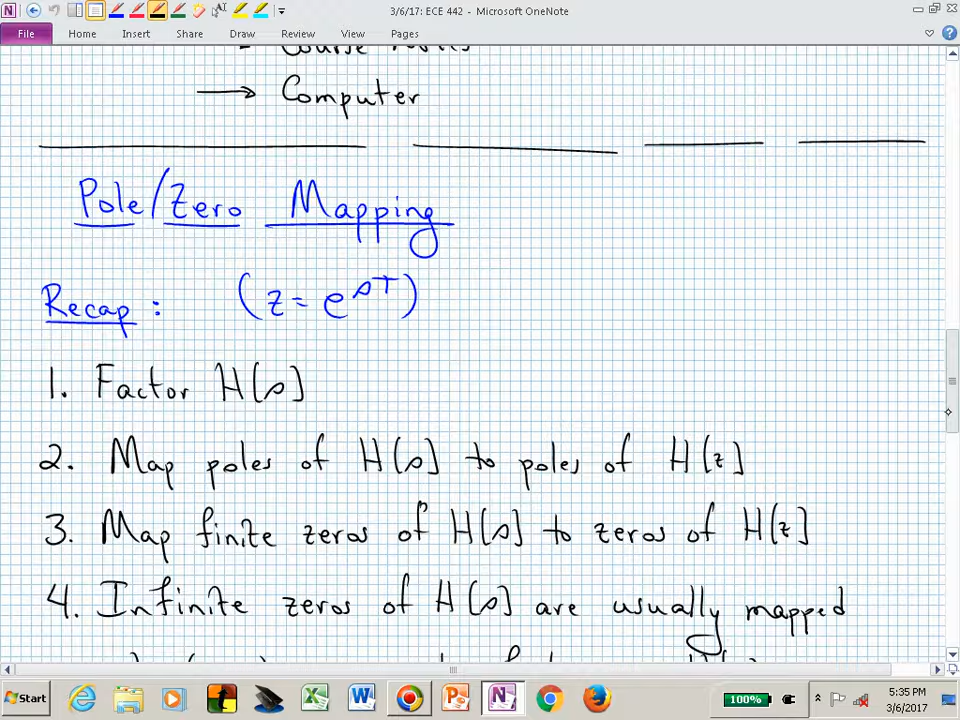 3/6/17: ECE 442 - Microsoft OneNote
File Home Insert Share Draw Review View Pages
→ Computer
Pole/Zero Mapping
Recap: (z = e^sT)
1. Factor H(s)
2. Map poles of H(s) to poles of H(z)
3. Map finite zeros of H(s) to zeros of H(z)
4. Infinite zeros of H(s) are usually mapped
Start
100%
5:35 PM
3/6/2017